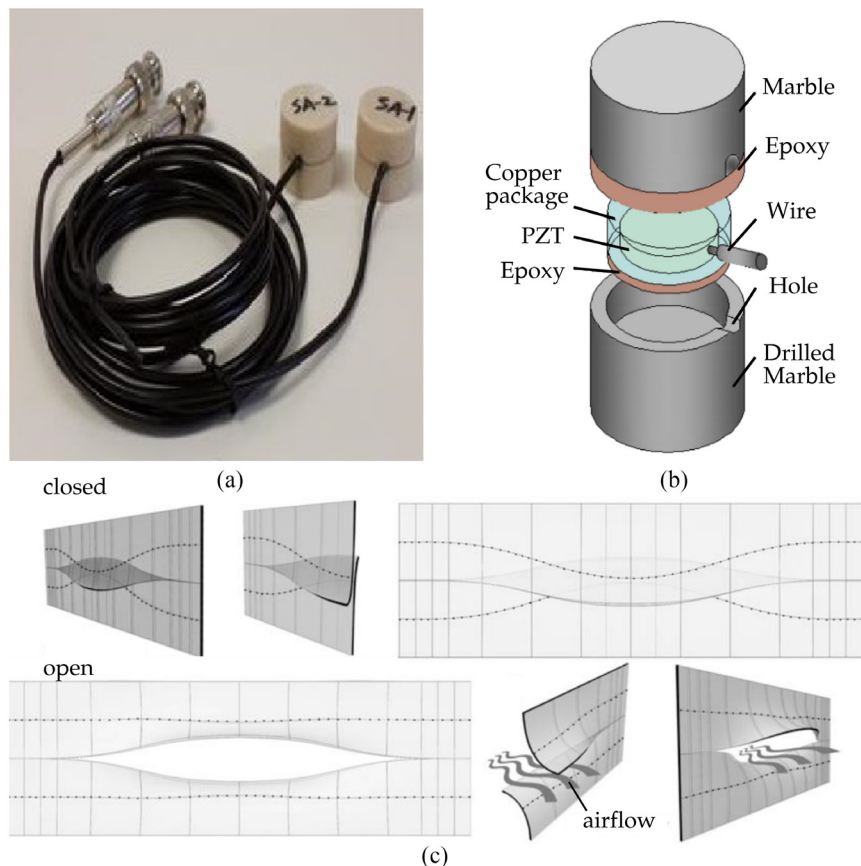 SA-2
SA-1
Marble
Epoxy
Copper
package
Wire
PZT
Epoxy
Hole
Drilled
Marble
(a)
(b)
closed
open
airflow
(c)